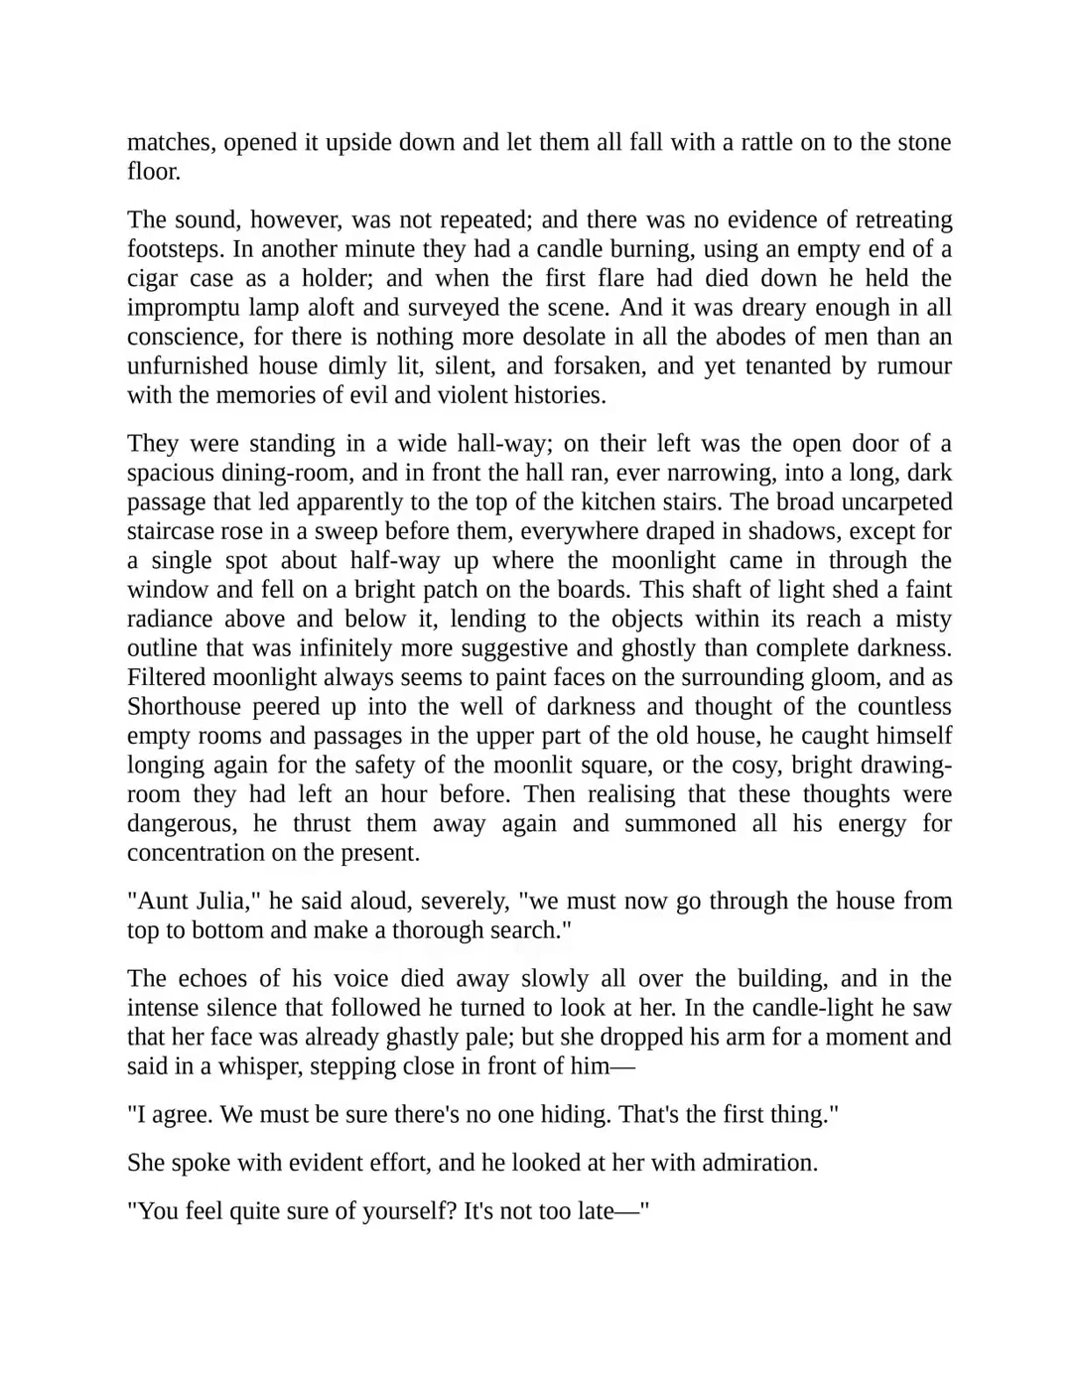 matches, opened it upside down and let them all fall with a rattle on to the stone
floor.
The sound, however, was not repeated; and there was no evidence of retreating
footsteps. In another minute they had a candle burning, using an empty end of a
cigar case as a holder; and when the first flare had died down he held the
impromptu lamp aloft and surveyed the scene. And it was dreary enough in all
conscience, for there is nothing more desolate in all the abodes of men than an
unfurnished house dimly lit, silent, and forsaken, and yet tenanted by rumour
with the memories of evil and violent histories.
They were standing in a wide hall-way; on their left was the open door of a
spacious dining-room, and in front the hall ran, ever narrowing, into a long, dark
passage that led apparently to the top of the kitchen stairs. The broad uncarpeted
staircase rose in a sweep before them, everywhere draped in shadows, except for
a single spot about half-way up where the moonlight came in through the
window and fell on a bright patch on the boards. This shaft of light shed a faint
radiance above and below it, lending to the objects within its reach a misty
outline that was infinitely more suggestive and ghostly than complete darkness.
Filtered moonlight always seems to paint faces on the surrounding gloom, and as
Shorthouse peered up into the well of darkness and thought of the countless
empty rooms and passages in the upper part of the old house, he caught himself
longing again for the safety of the moonlit square, or the cosy, bright drawing-
room they had left an hour before. Then realising that these thoughts were
dangerous, he thrust them away again and summoned all his energy for
concentration on the present.
"Aunt Julia," he said aloud, severely, "we must now go through the house from
top to bottom and make a thorough search."
The echoes of his voice died away slowly all over the building, and in the
intense silence that followed he turned to look at her. In the candle-light he saw
that her face was already ghastly pale; but she dropped his arm for a moment and
said in a whisper, stepping close in front of him—
"I agree. We must be sure there's no one hiding. That's the first thing."
She spoke with evident effort, and he looked at her with admiration.
"You feel quite sure of yourself? It's not too late—"